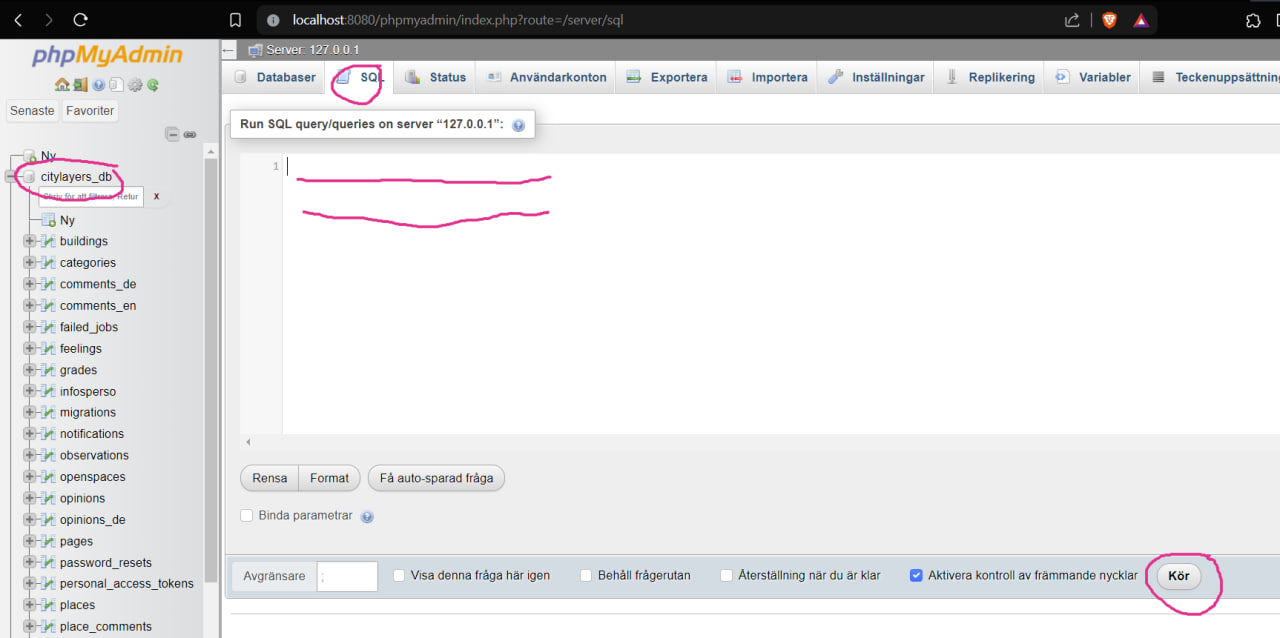 localhost:8080/phpmyadmin/index.php?route=/server/sql
phpMyAdmin
Server: 127.0.0.1
Databaser SQL Status Användarkonton Exportera Importera Inställningar Replikering Variabler Teckenuppsättning
Senaste Favoriter
Run SQL query/queries on server “127.0.0.1”:
Ny
citylayers_db
Skriv för att filtrera, Retur X
1
Ny
buildings
categories
comments_de
comments_en
failed_jobs
feelings
grades
infosperso
migrations
notifications
observations
openspaces
opinions
opinions_de
pages
password_resets
personal_access_tokens
places
place_comments
Rensa Format Få auto-sparad fråga
Binda parametrar
Avgränsare ; Visa denna fråga här igen Behåll frågerutan Återställning när du är klar Aktivera kontroll av främmande nycklar Kör